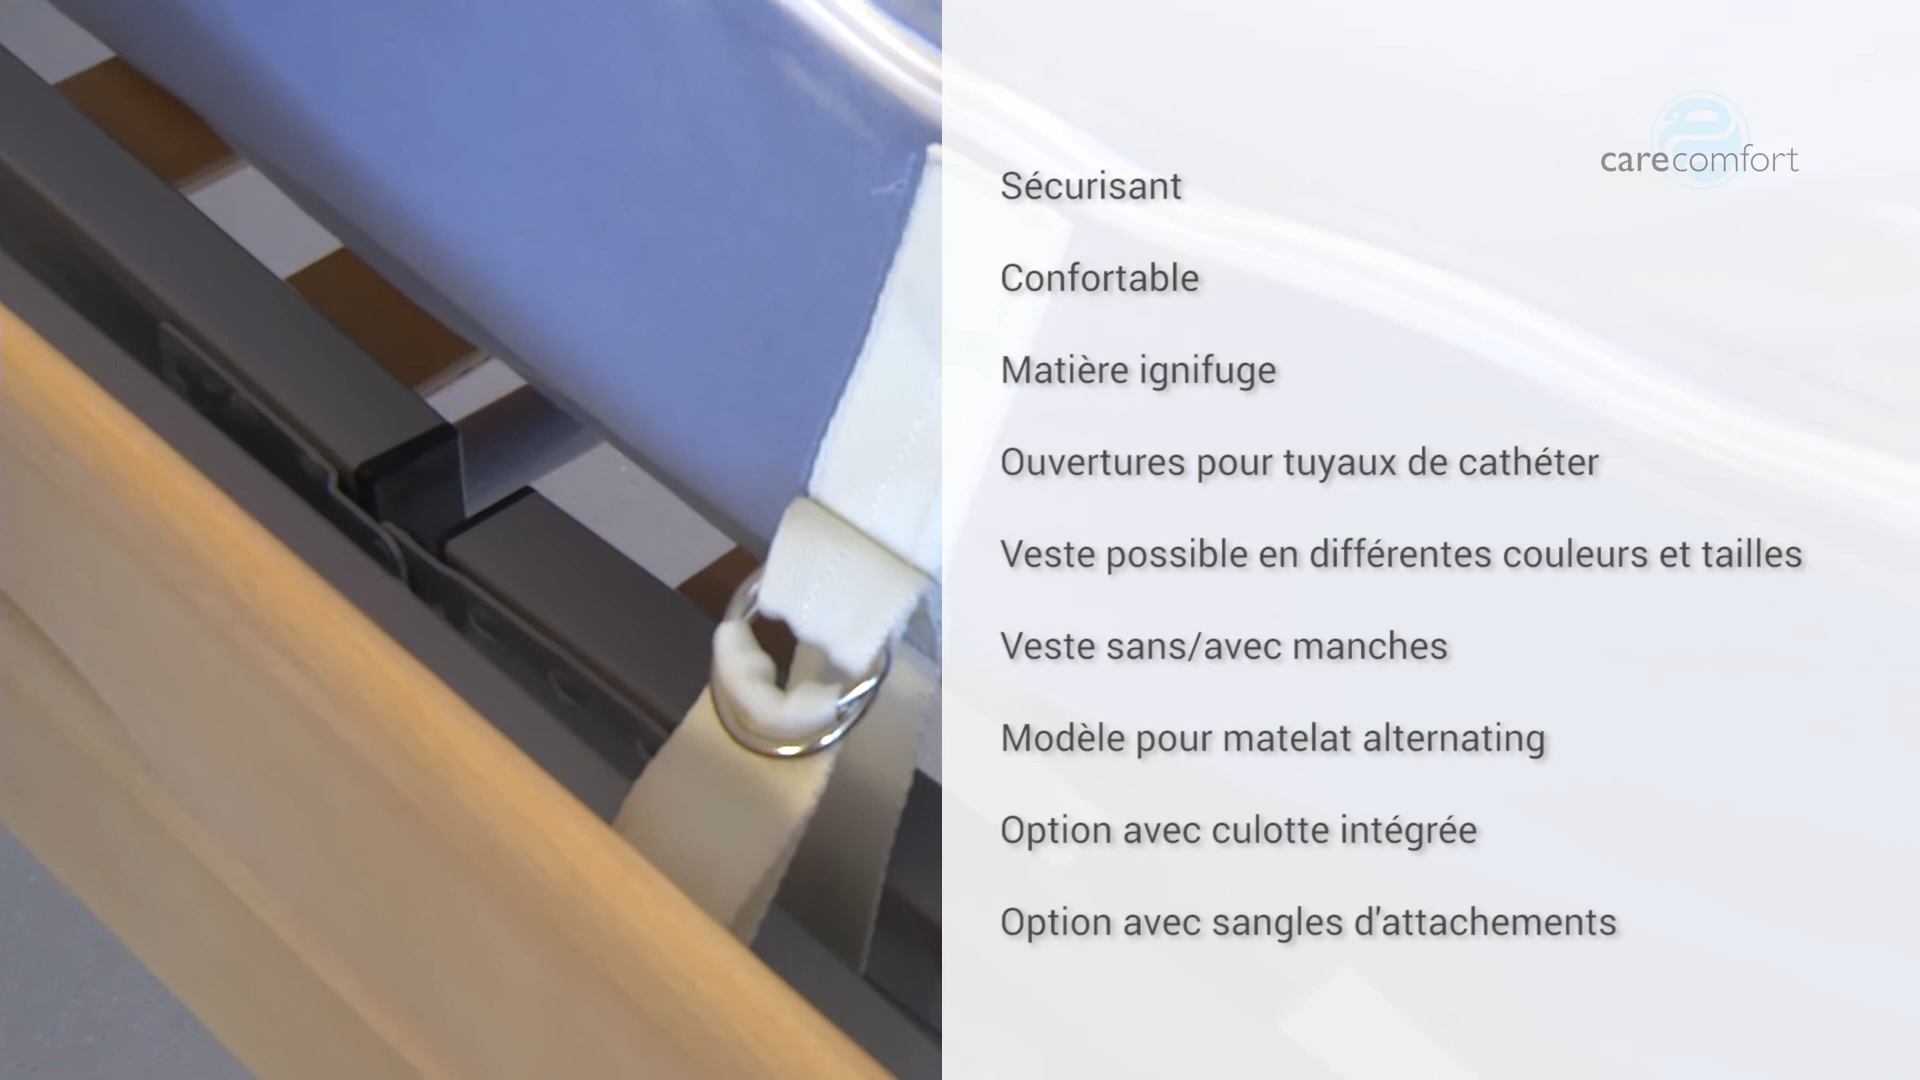 carecomfort
Sécurisant
Confortable
Matière ignifuge
Ouvertures pour tuyaux de cathéter
Veste possible en différentes couleurs et tailles
Veste sans/avec manches
Modèle pour matelat alternating
Option avec culotte intégrée
Option avec sangles d'attachements